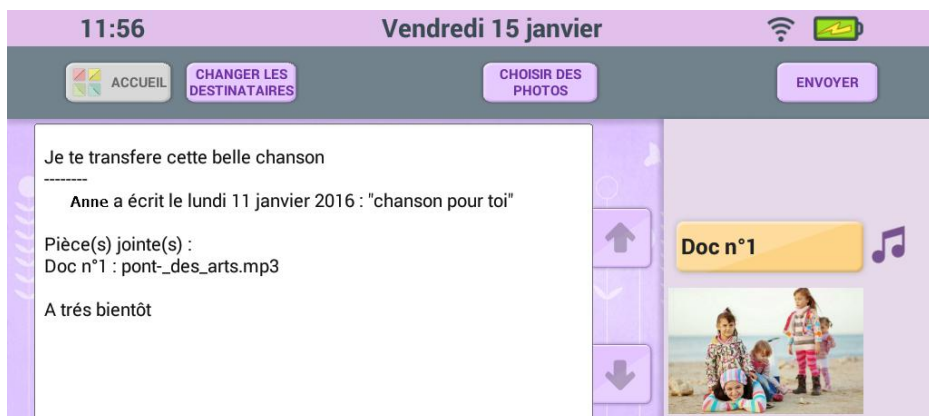 11:56 Vendredi 15 janvier
ACCUEIL
CHANGER LES
DESTINATAIRES
CHOISIR DES
PHOTOS
ENVOYER
Je te transfere cette belle chanson
--------
Anne a écrit le lundi 11 janvier 2016 : "chanson pour toi"
Pièce(s) jointe(s) :
Doc n°1 : pont-_des_arts.mp3
A trés bientôt
Doc n°1